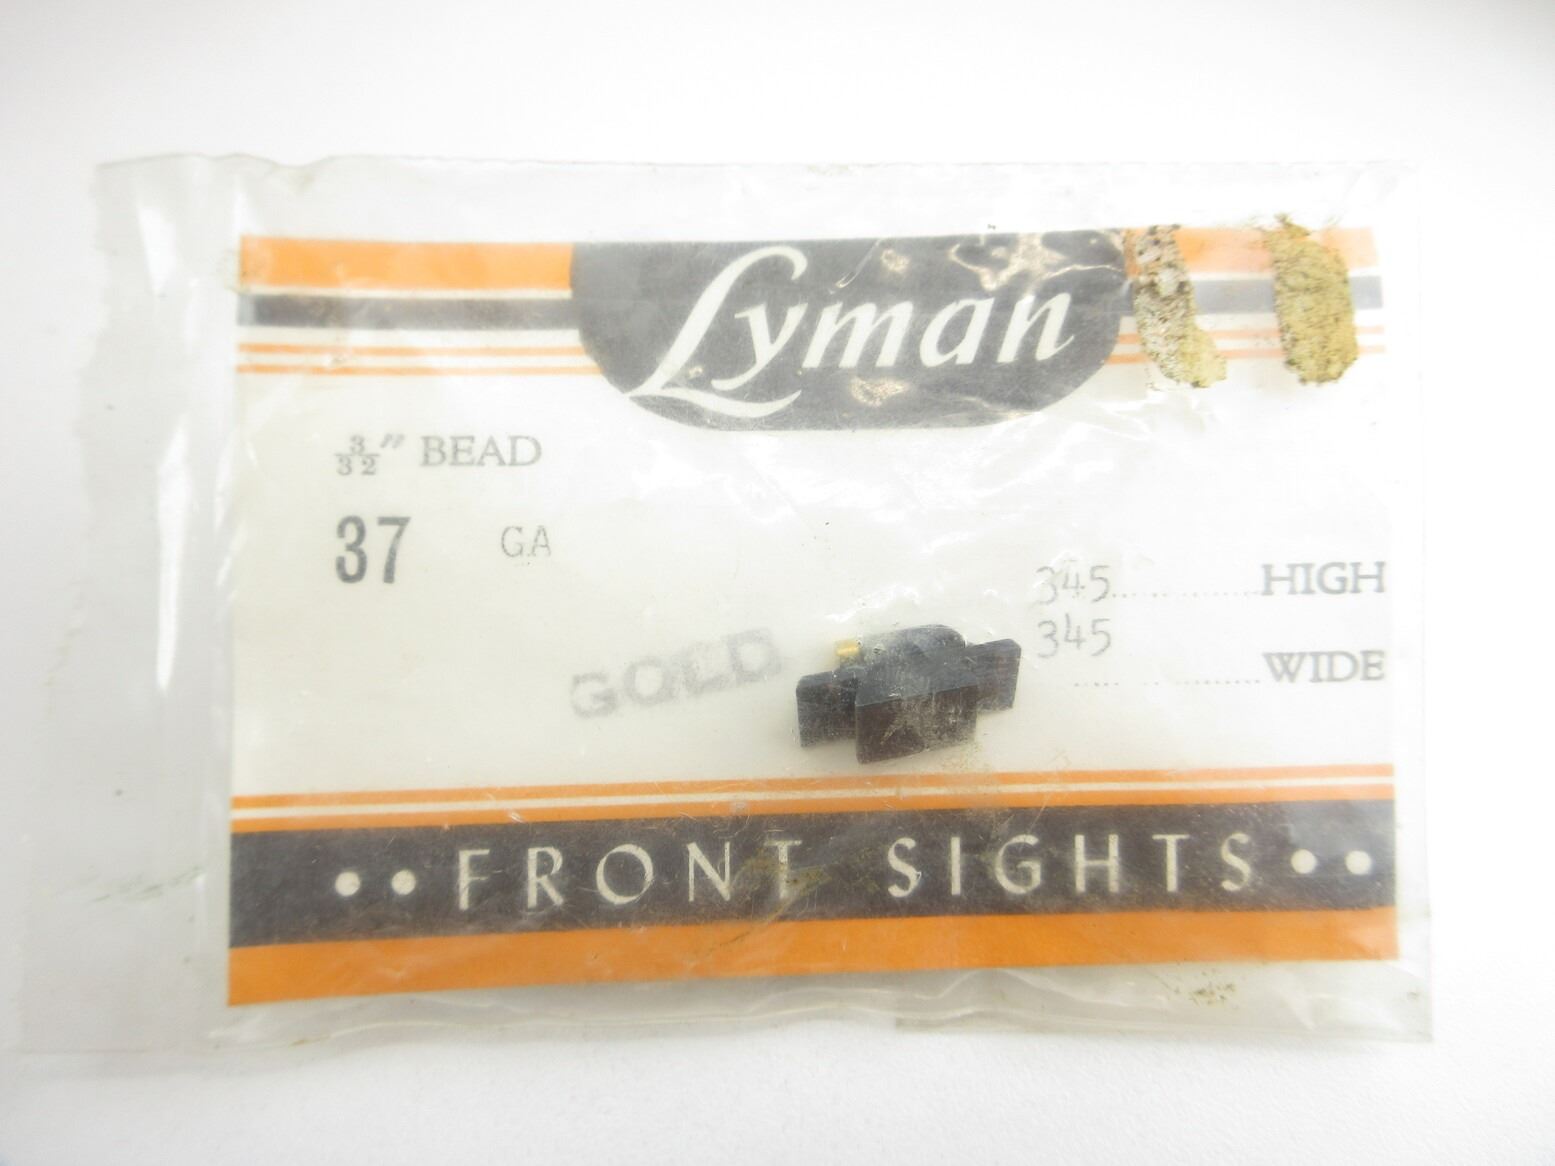 Lyman
3/32" BEAD
37 GA
345 HIGH
345
WIDE
GOLD
•• FRONT SIGHTS ••